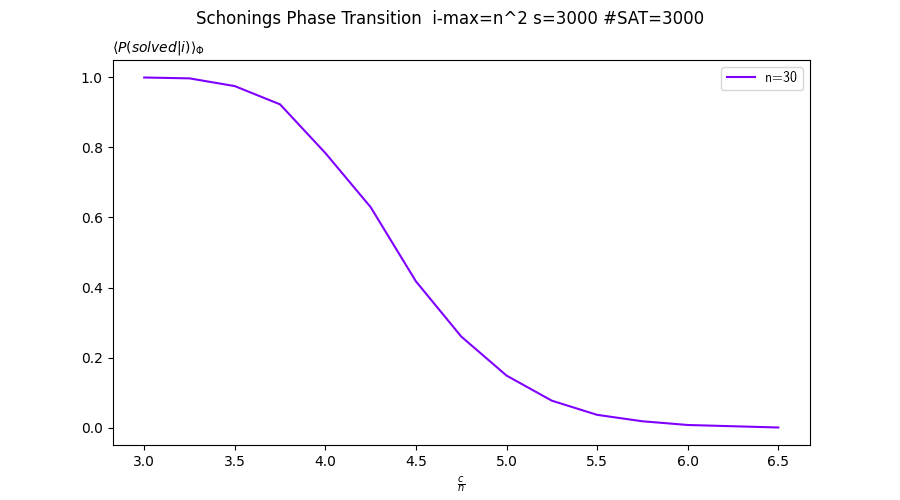 Schonings Phase Transition  i-max=n^2 s=3000 #SAT=3000
⟨P(solved|i)⟩Φ
n=30
1.0
0.8
0.6
0.4
0.2
0.0
3.0 3.5 4.0 4.5 5.0 5.5 6.0 6.5
c/n